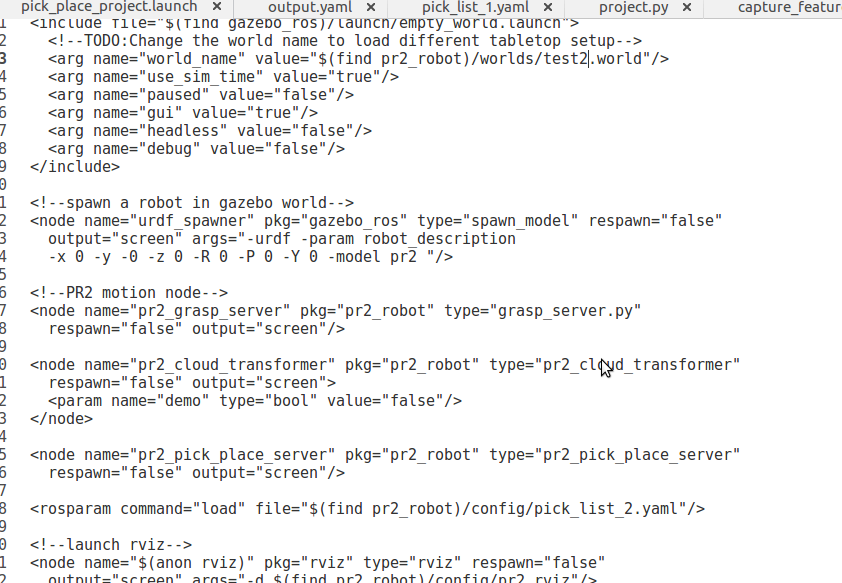 pick_place_project.launch × output.yaml × pick_list_1.yaml × project.py × capture_featur
1 <include file="$(find gazebo_ros)/launch/empty_world.launch">
2 <!--TODO:Change the world name to load different tabletop setup-->
3 <arg name="world_name" value="$(find pr2_robot)/worlds/test2.world"/>
4 <arg name="use_sim_time" value="true"/>
5 <arg name="paused" value="false"/>
6 <arg name="gui" value="true"/>
7 <arg name="headless" value="false"/>
8 <arg name="debug" value="false"/>
9 </include>
0
1 <!--spawn a robot in gazebo world-->
2 <node name="urdf_spawner" pkg="gazebo_ros" type="spawn_model" respawn="false"
3 output="screen" args="-urdf -param robot_description
4 -x 0 -y -0 -z 0 -R 0 -P 0 -Y 0 -model pr2 "/>
5
6 <!--PR2 motion node-->
7 <node name="pr2_grasp_server" pkg="pr2_robot" type="grasp_server.py"
8 respawn="false" output="screen"/>
9
0 <node name="pr2_cloud_transformer" pkg="pr2_robot" type="pr2_cloud_transformer"
1 respawn="false" output="screen">
2 <param name="demo" type="bool" value="false"/>
3 </node>
4
5 <node name="pr2_pick_place_server" pkg="pr2_robot" type="pr2_pick_place_server"
6 respawn="false" output="screen"/>
7
8 <rosparam command="load" file="$(find pr2_robot)/config/pick_list_2.yaml"/>
9
0 <!--launch rviz-->
1 <node name="$(anon rviz)" pkg="rviz" type="rviz" respawn="false"
2 output="screen" args="-d $(find pr2_robot)/config/pr2.rviz"/>